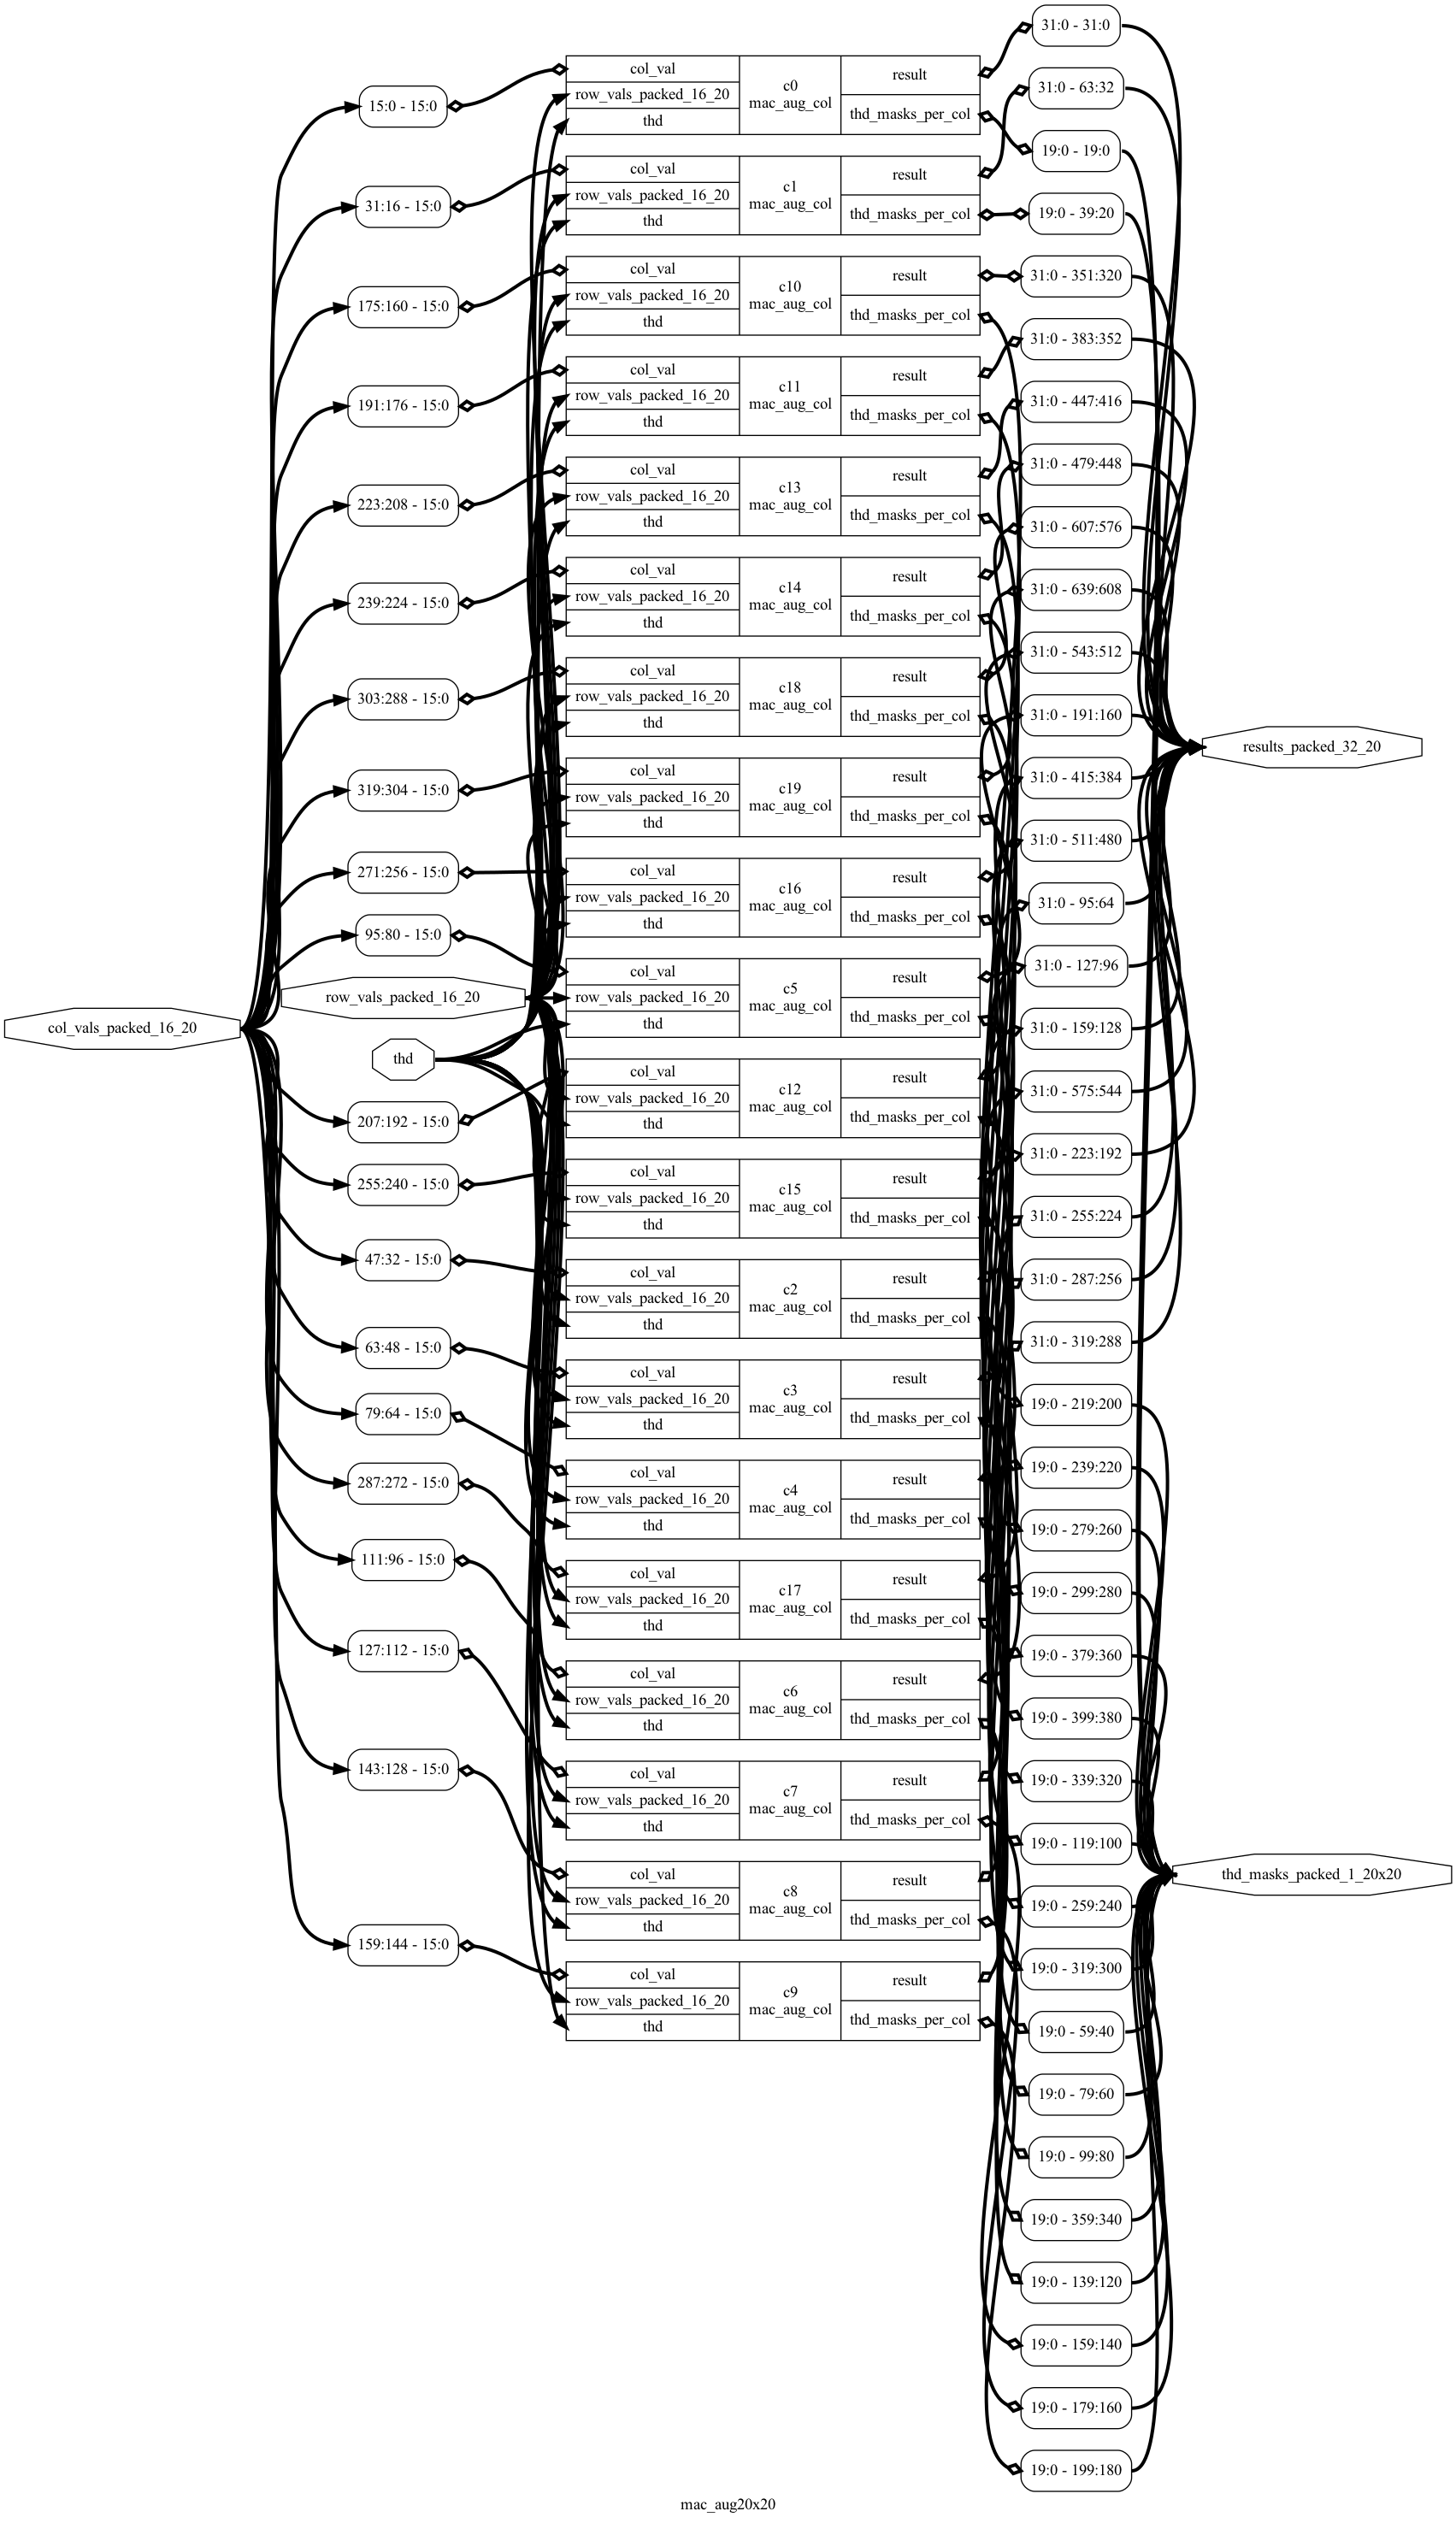 col_vals_packed_16_20
row_vals_packed_16_20
thd
15:0 - 15:0
31:16 - 15:0
175:160 - 15:0
191:176 - 15:0
223:208 - 15:0
239:224 - 15:0
303:288 - 15:0
319:304 - 15:0
271:256 - 15:0
95:80 - 15:0
207:192 - 15:0
255:240 - 15:0
47:32 - 15:0
63:48 - 15:0
79:64 - 15:0
287:272 - 15:0
111:96 - 15:0
127:112 - 15:0
143:128 - 15:0
159:144 - 15:0
col_val
row_vals_packed_16_20
thd
c0
mac_aug_col
result
thd_masks_per_col
col_val
row_vals_packed_16_20
thd
c1
mac_aug_col
result
thd_masks_per_col
col_val
row_vals_packed_16_20
thd
c10
mac_aug_col
result
thd_masks_per_col
col_val
row_vals_packed_16_20
thd
c11
mac_aug_col
result
thd_masks_per_col
col_val
row_vals_packed_16_20
thd
c13
mac_aug_col
result
thd_masks_per_col
col_val
row_vals_packed_16_20
thd
c14
mac_aug_col
result
thd_masks_per_col
col_val
row_vals_packed_16_20
thd
c18
mac_aug_col
result
thd_masks_per_col
col_val
row_vals_packed_16_20
thd
c19
mac_aug_col
result
thd_masks_per_col
col_val
row_vals_packed_16_20
thd
c16
mac_aug_col
result
thd_masks_per_col
col_val
row_vals_packed_16_20
thd
c5
mac_aug_col
result
thd_masks_per_col
col_val
row_vals_packed_16_20
thd
c12
mac_aug_col
result
thd_masks_per_col
col_val
row_vals_packed_16_20
thd
c15
mac_aug_col
result
thd_masks_per_col
col_val
row_vals_packed_16_20
thd
c2
mac_aug_col
result
thd_masks_per_col
col_val
row_vals_packed_16_20
thd
c3
mac_aug_col
result
thd_masks_per_col
col_val
row_vals_packed_16_20
thd
c4
mac_aug_col
result
thd_masks_per_col
col_val
row_vals_packed_16_20
thd
c17
mac_aug_col
result
thd_masks_per_col
col_val
row_vals_packed_16_20
thd
c6
mac_aug_col
result
thd_masks_per_col
col_val
row_vals_packed_16_20
thd
c7
mac_aug_col
result
thd_masks_per_col
col_val
row_vals_packed_16_20
thd
c8
mac_aug_col
result
thd_masks_per_col
col_val
row_vals_packed_16_20
thd
c9
mac_aug_col
result
thd_masks_per_col
31:0 - 31:0
31:0 - 63:32
19:0 - 19:0
19:0 - 39:20
31:0 - 351:320
31:0 - 383:352
31:0 - 447:416
31:0 - 479:448
31:0 - 607:576
31:0 - 639:608
31:0 - 543:512
31:0 - 191:160
31:0 - 415:384
31:0 - 511:480
31:0 - 95:64
31:0 - 127:96
31:0 - 159:128
31:0 - 575:544
31:0 - 223:192
31:0 - 255:224
31:0 - 287:256
31:0 - 319:288
19:0 - 219:200
19:0 - 239:220
19:0 - 279:260
19:0 - 299:280
19:0 - 379:360
19:0 - 399:380
19:0 - 339:320
19:0 - 119:100
19:0 - 259:240
19:0 - 319:300
19:0 - 59:40
19:0 - 79:60
19:0 - 99:80
19:0 - 359:340
19:0 - 139:120
19:0 - 159:140
19:0 - 179:160
19:0 - 199:180
results_packed_32_20
thd_masks_packed_1_20x20
mac_aug20x20